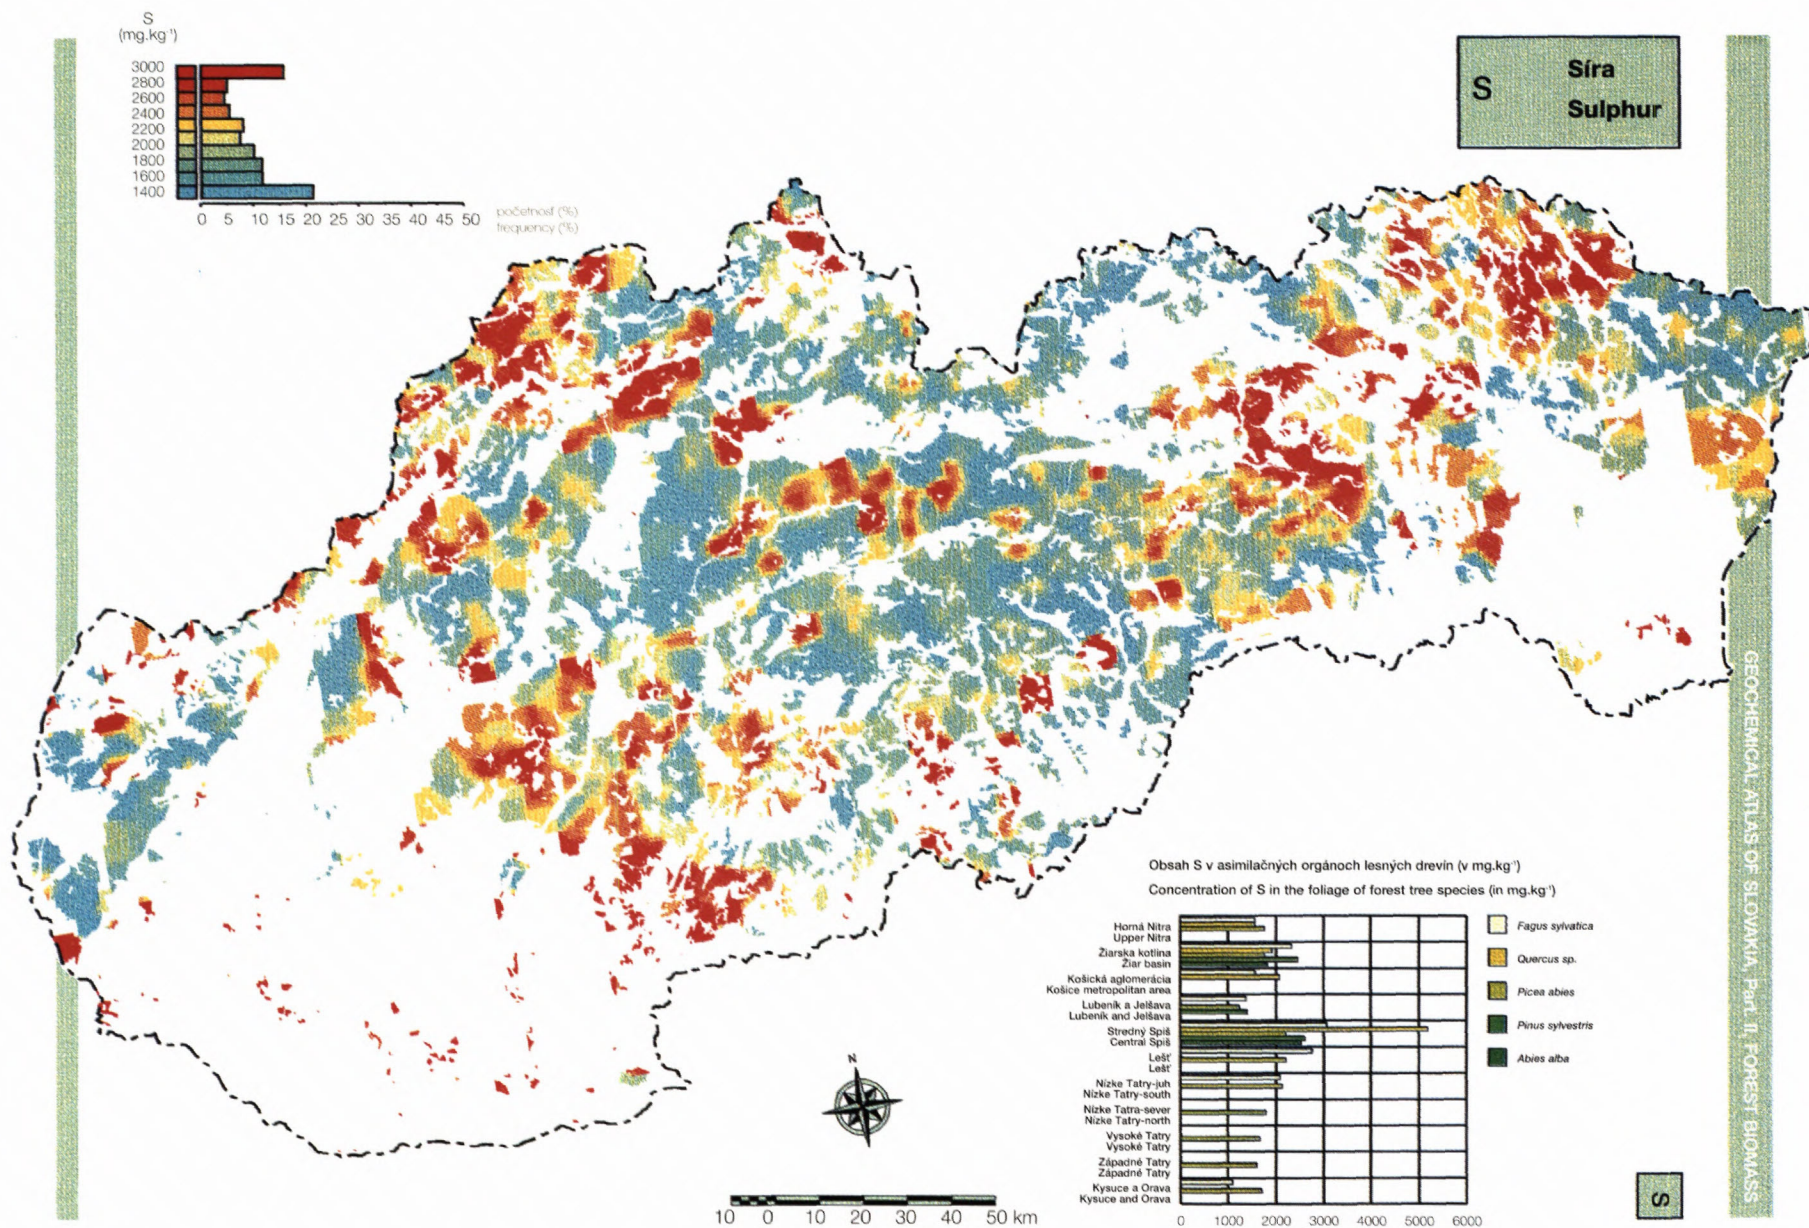 S
(mg.kg⁻¹)
3000
2800
2600
2400
2200
2000
1800
1600
1400
0 5 10 15 20 25 30 35 40 45 50
početnosť (%)
frequency (%)
S
Síra
Sulphur
GEOCHEMICAL ATLAS OF SLOVAKIA, Part. II. FOREST BIOMASS
Obsah S v asimilačných orgánoch lesných drevín (v mg.kg⁻¹)
Concentration of S in the foliage of forest tree species (in mg.kg⁻¹)
Horná Nitra
Upper Nitra
Žiarska kotlina
Žiar basin
Košická aglomerácia
Košice metropolitan area
Lubeník a Jelšava
Lubeník and Jelšava
Stredný Spiš
Central Spiš
Lešť
Lešť
Nízke Tatry-juh
Nízke Tatry-south
Nízke Tatra-sever
Nízke Tatry-north
Vysoké Tatry
Vysoké Tatry
Západné Tatry
Západné Tatry
Kysuce a Orava
Kysuce and Orava
0 1000 2000 3000 4000 5000 6000
Fagus sylvatica
Quercus sp.
Picea abies
Pinus sylvestris
Abies alba
N
10 0 10 20 30 40 50 km
S